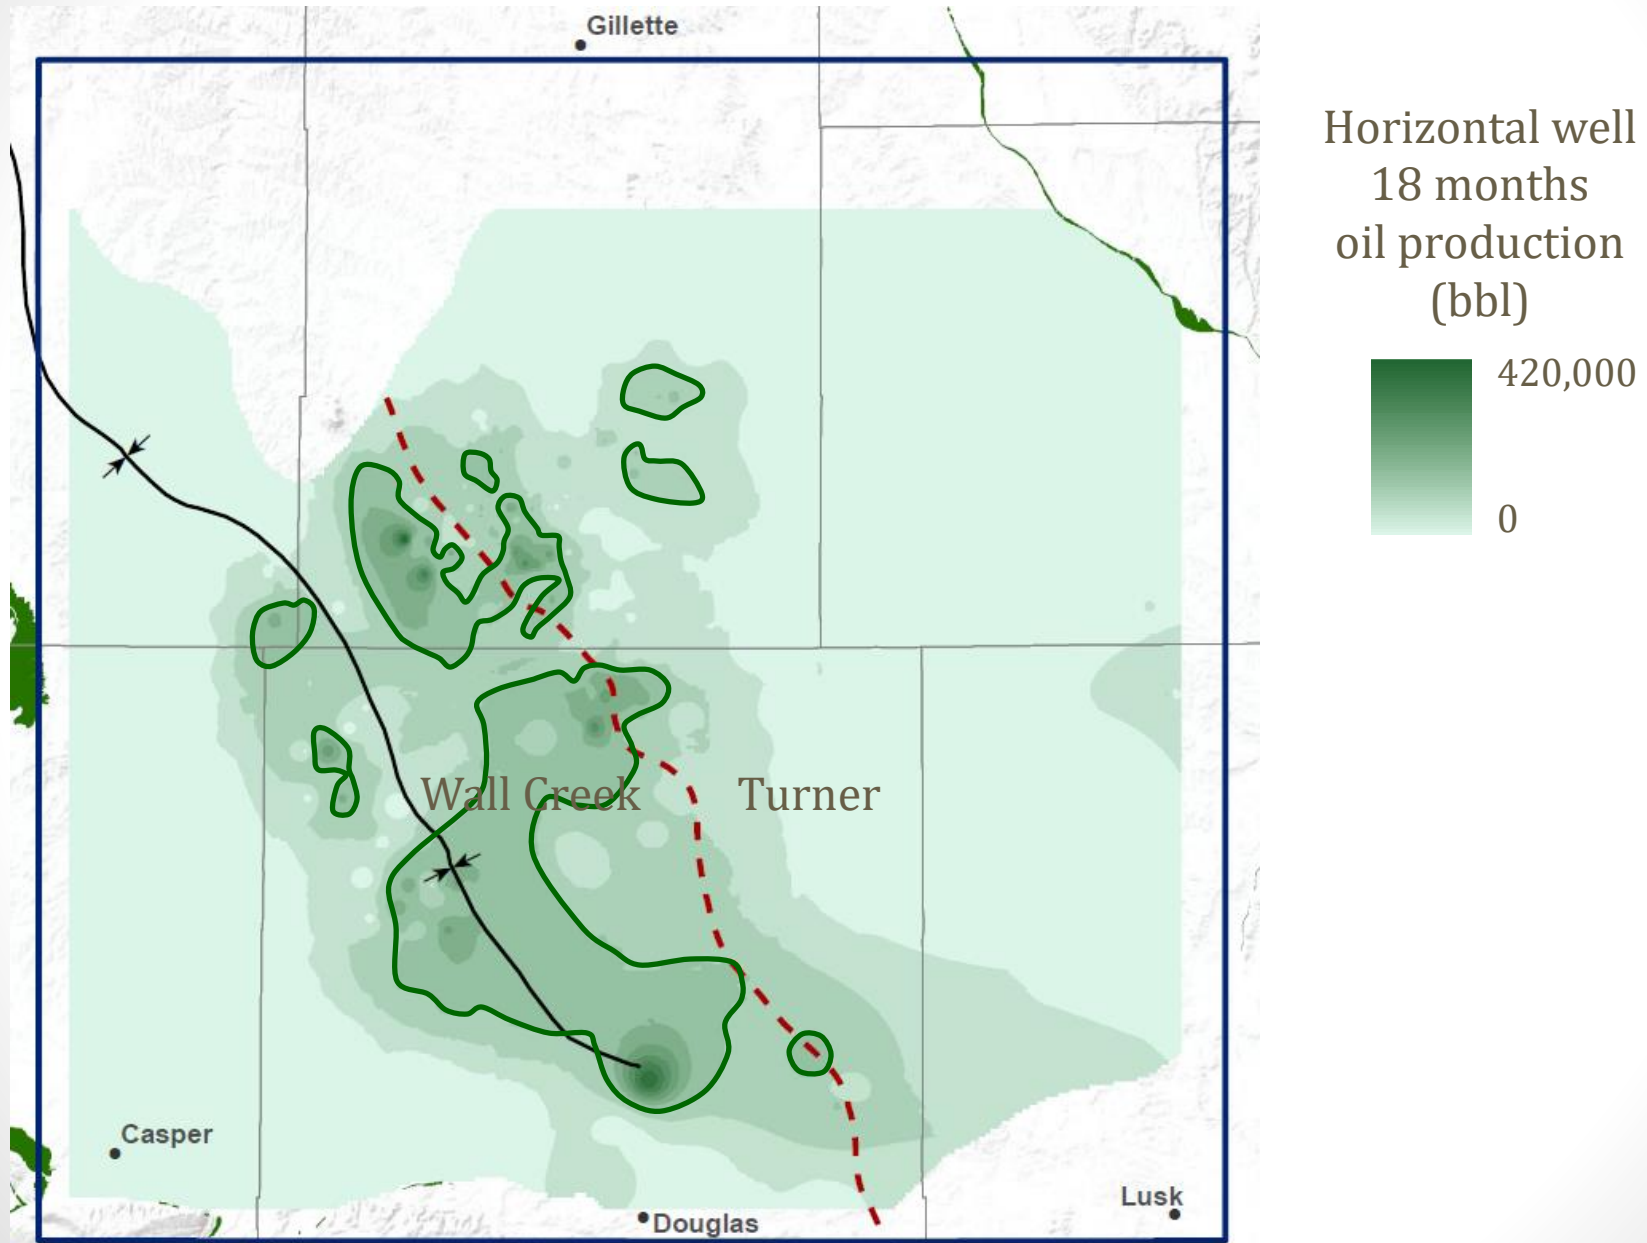 Gillette
Horizontal well
18 months
oil production
(bbl)
420,000
0
Wall Creek
Turner
Casper
Lusk
Douglas